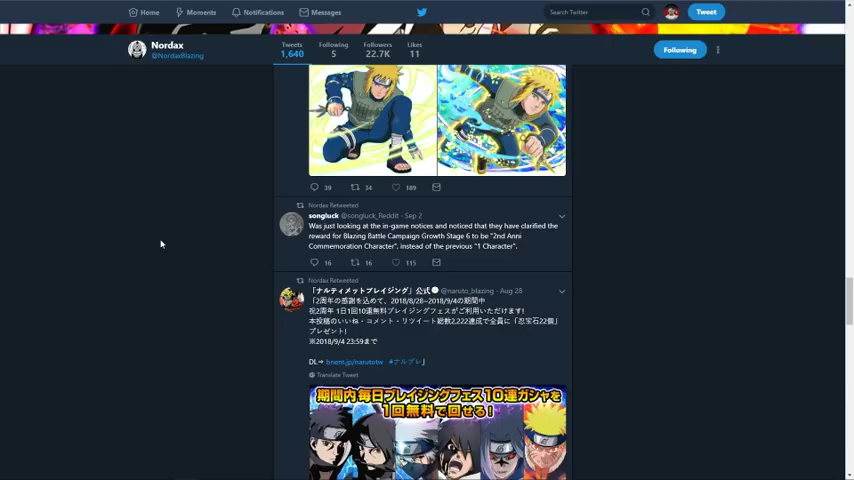 Home
Moments
Notifications
Messages
Search Twitter
Tweet
Nordax
@NordaxBlazing
Tweets
1,640
Following
5
Followers
22.7K
Likes
11
Following
39
34
189
Nordax Retweeted
songluck @songluck_Reddit - Sep 2
Was just looking at the in-game notices and noticed that they have clarified the
reward for Blazing Battle Campaign Growth Stage 6 to be "2nd Anni
Commemoration Character", instead of the previous "1 Character".
16
16
115
Nordax Retweeted
「ナルティメットブレイジング」公式 @naruto_blazing - Aug 28
「2周年の感謝を込めて、2018/8/28~2018/9/4の期間中
祝2周年 1日1回10連無料ブレイジングフェスがご利用いただけます!
本投稿のいいね・コメント・リツイート総数2,222達成で全員に「忍宝石22個」
プレゼント!
※2018/9/4 23:59まで
DL⇒ bnent.jp/narutotw #ナルブレ」
Translate Tweet
期間内毎日ブレイジングフェス10連ガシャを
1回無料で回せる!